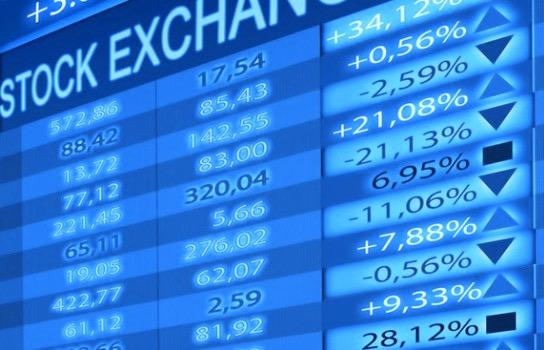 STOCK EXCHAN
+34,12% ▲
17,54 +0,56% ▼
572,86 85,43 -2,59% ▲
88,42 142,55 +21,08% ▼
13,72 83,00 -21,13% ■
77,12 320,04 6,95% ▼
221,45 5,66 -11,06% ▲
65,11 276,02 +7,88% ▼
19,05 62,07 -0,56% ▲
422,77 2,59 +9,33% ■
61,12 81,92 28,12%